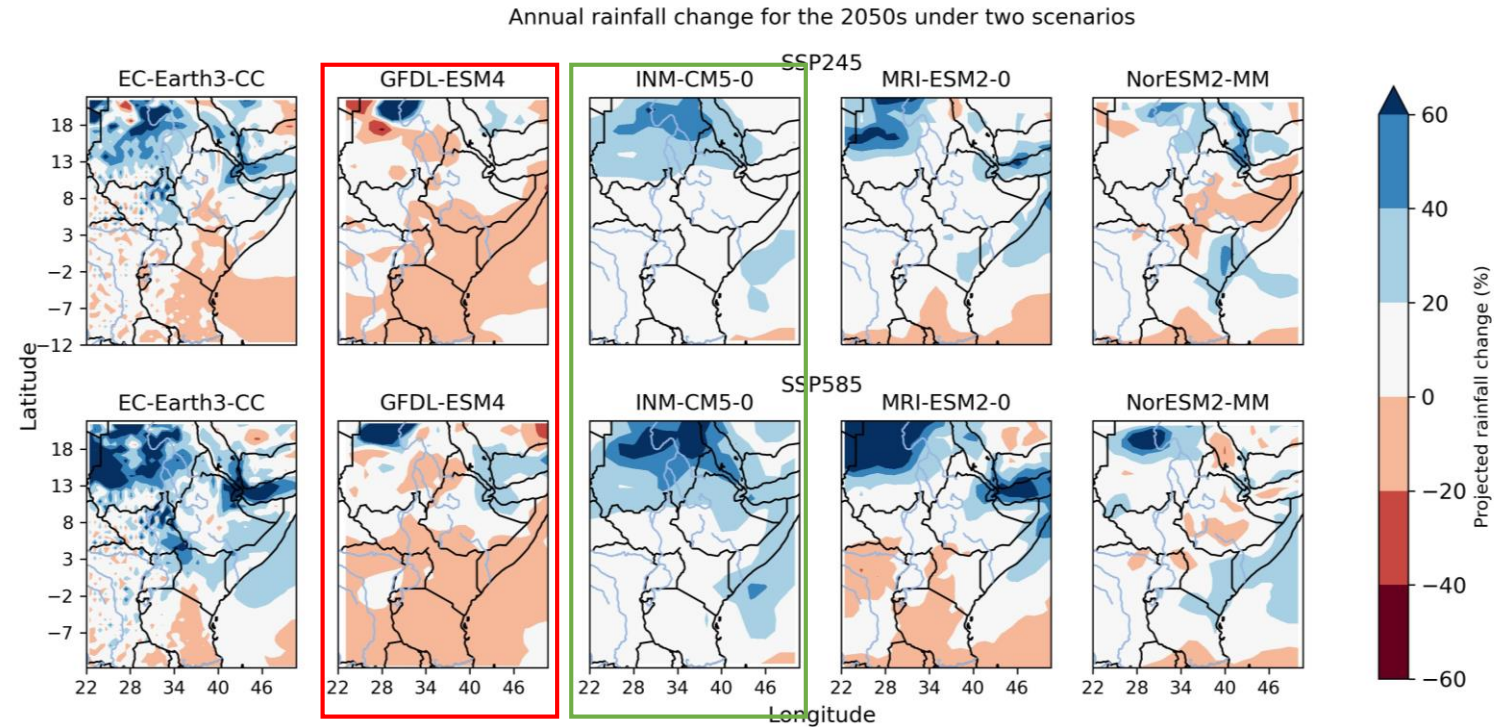 Annual rainfall change for the 2050s under two scenarios
SSP245
EC-Earth3-CC GFDL-ESM4 INM-CM5-0 MRI-ESM2-0 NorESM2-MM
18
13
8
3
−2
−7
−12
SSP585
EC-Earth3-CC GFDL-ESM4 INM-CM5-0 MRI-ESM2-0 NorESM2-MM
18
13
8
3
−2
−7
22 28 34 40 46 22 28 34 40 46 22 28 34 40 46 22 28 34 40 46 22 28 34 40 46
Latitude
Longitude
60
40
20
0
−20
−40
−60
Projected rainfall change (%)